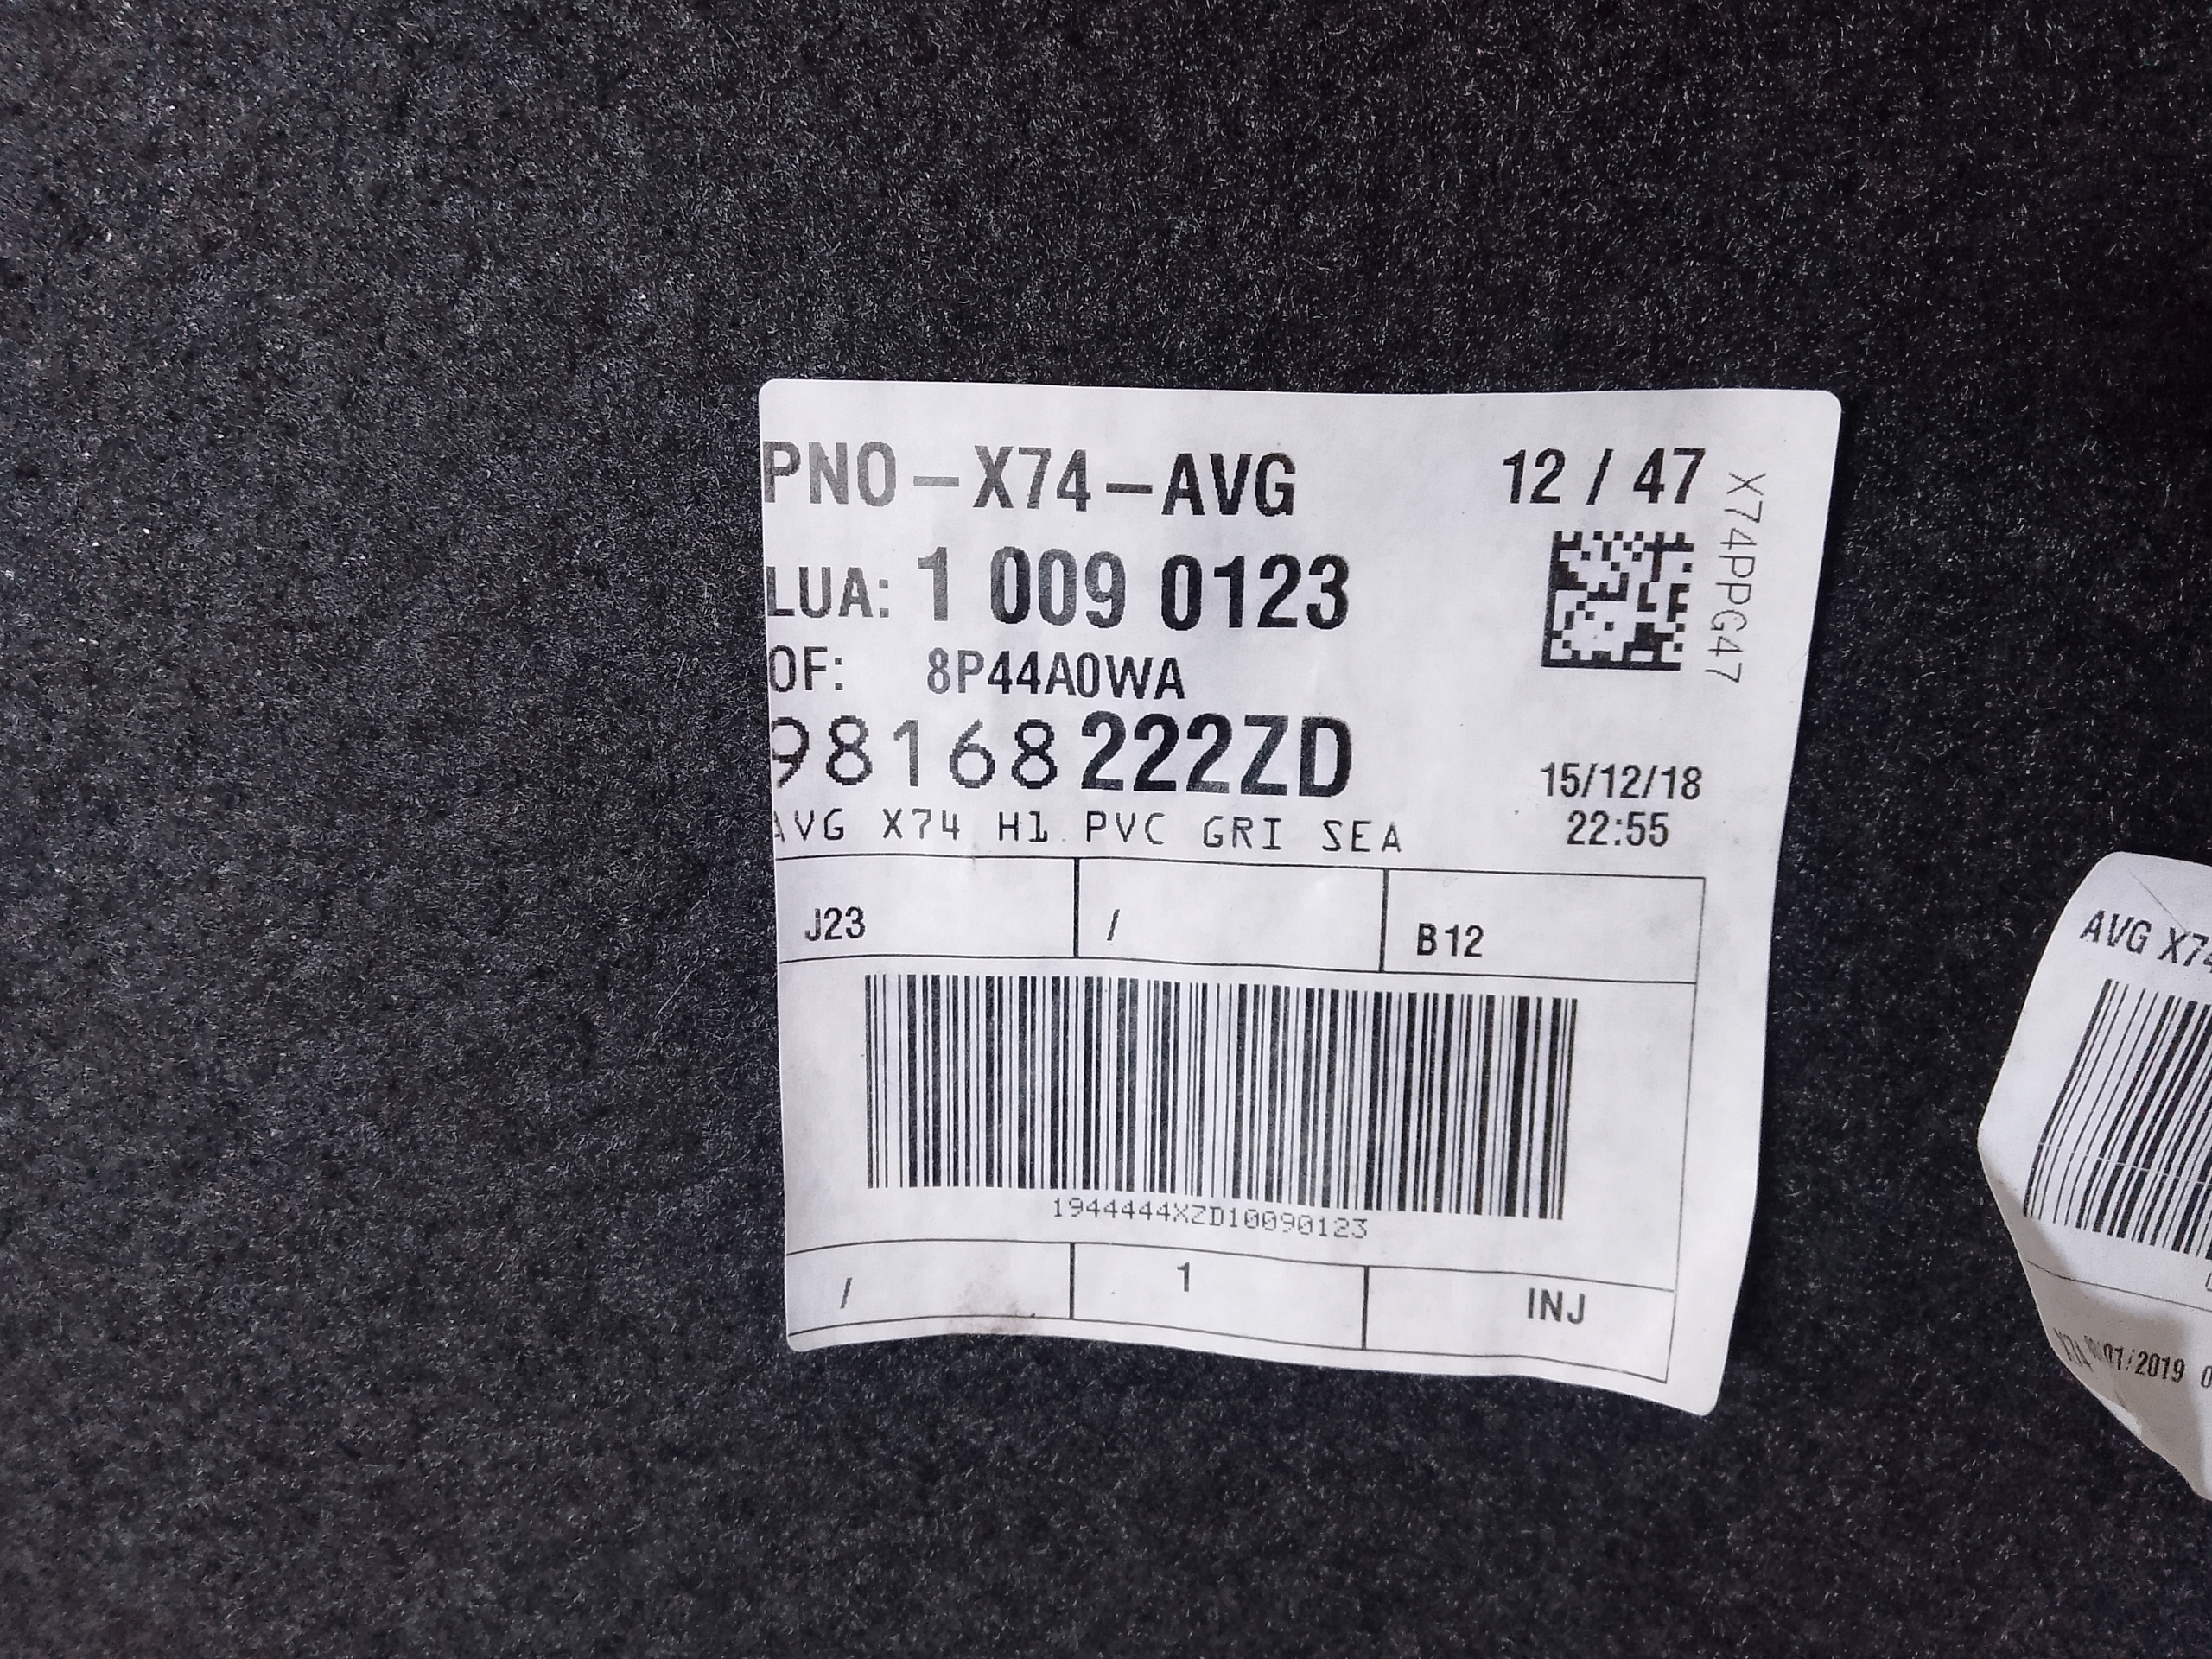 PNO-X74-AVG 12 / 47
X74PPG47
LUA: 1 009 0123
OF: 8P44A0WA
98168222ZD
15/12/18
22:55
AVG X74 H1 PVC GRI SEA
J23 / B12
1944444XZD10090123
/ 1 INJ
AVG X74
01/2019